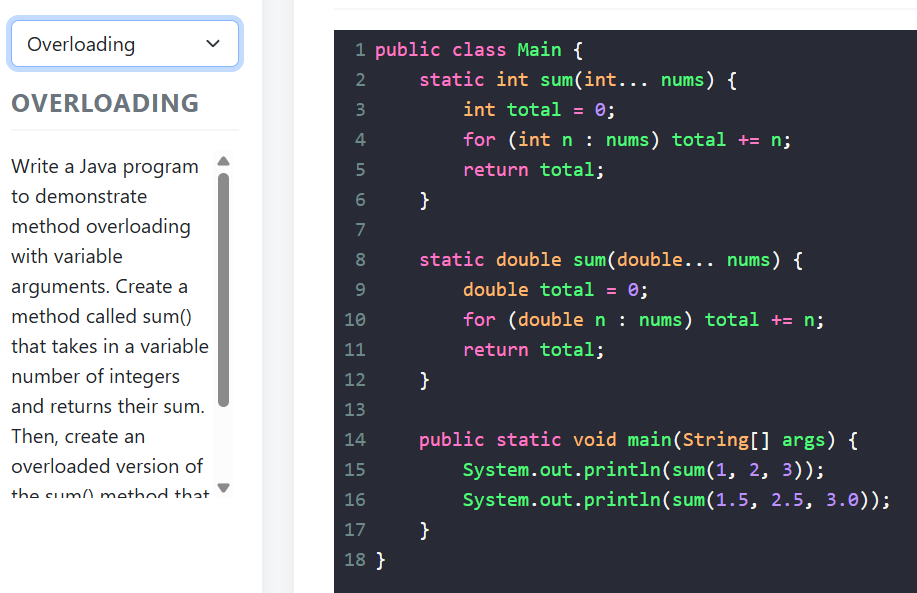 Overloading
OVERLOADING
Write a Java program
to demonstrate
method overloading
with variable
arguments. Create a
method called sum()
that takes in a variable
number of integers
and returns their sum.
Then, create an
overloaded version of
the sum() method that
1 public class Main {
2     static int sum(int... nums) {
3         int total = 0;
4         for (int n : nums) total += n;
5         return total;
6     }
7
8     static double sum(double... nums) {
9         double total = 0;
10         for (double n : nums) total += n;
11         return total;
12     }
13
14     public static void main(String[] args) {
15         System.out.println(sum(1, 2, 3));
16         System.out.println(sum(1.5, 2.5, 3.0));
17     }
18 }